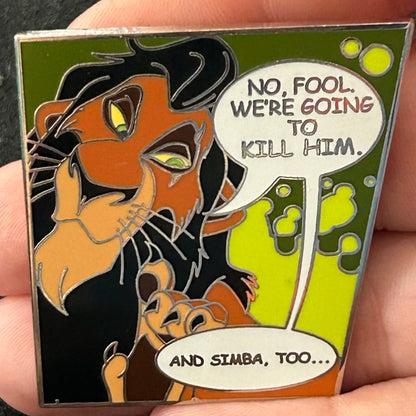 NO, FOOL.
WE'RE GOING
TO
KILL HIM.
AND SIMBA, TOO...